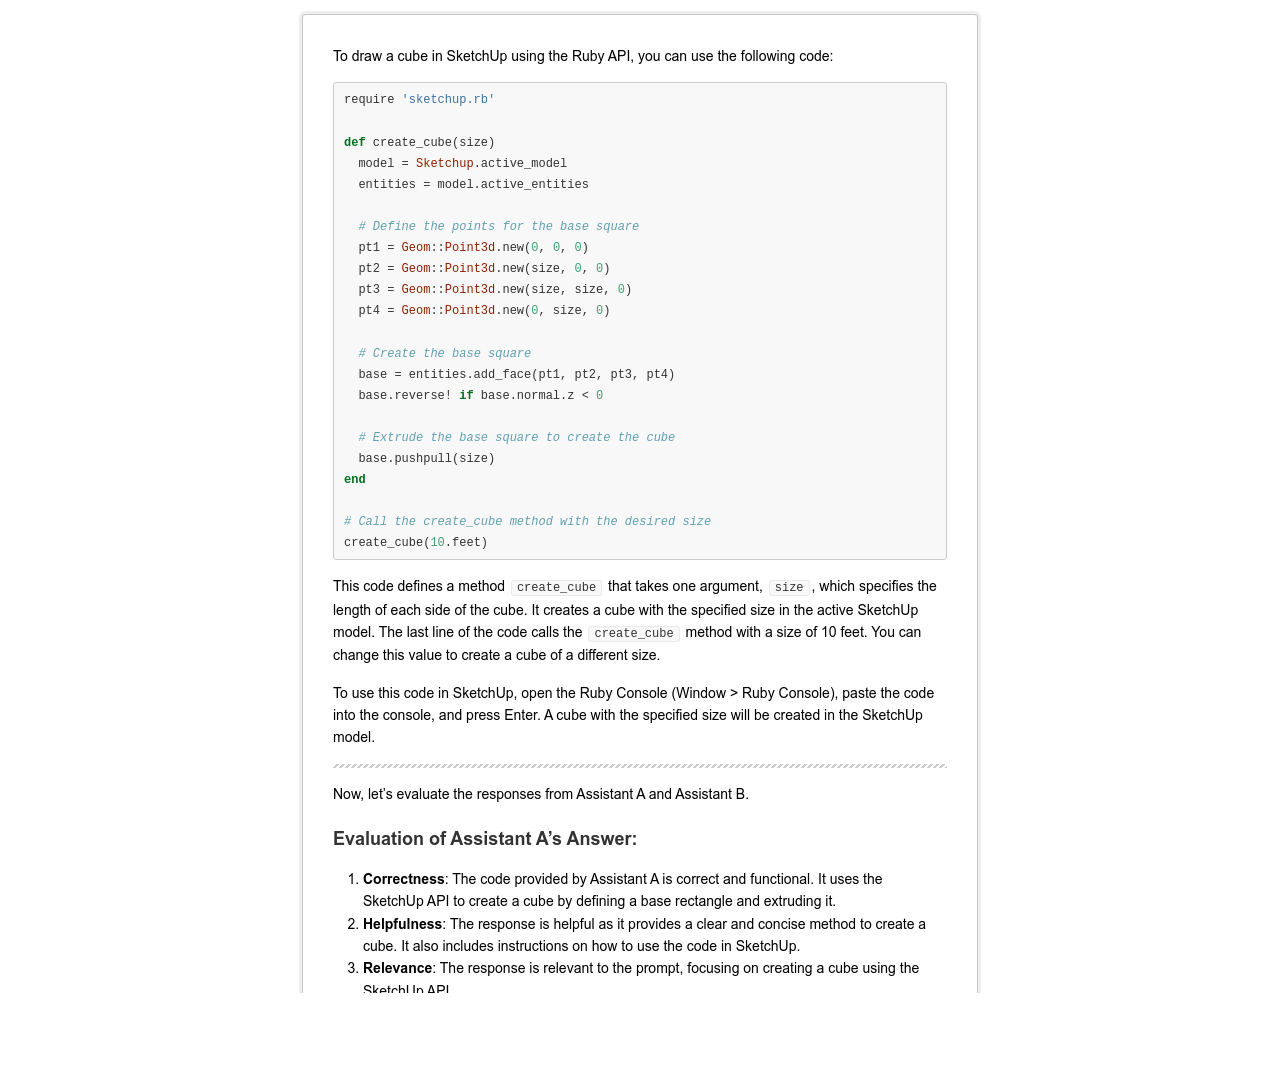 To draw a cube in SketchUp using the Ruby API, you can use the following code:
require 'sketchup.rb'
def create_cube(size)
  model = Sketchup.active_model
  entities = model.active_entities
  # Define the points for the base square
  pt1 = Geom::Point3d.new(0, 0, 0)
  pt2 = Geom::Point3d.new(size, 0, 0)
  pt3 = Geom::Point3d.new(size, size, 0)
  pt4 = Geom::Point3d.new(0, size, 0)
  # Create the base square
  base = entities.add_face(pt1, pt2, pt3, pt4)
  base.reverse! if base.normal.z < 0
  # Extrude the base square to create the cube
  base.pushpull(size)
end
# Call the create_cube method with the desired size
create_cube(10.feet)
This code defines a method create_cube that takes one argument, size, which specifies the
length of each side of the cube. It creates a cube with the specified size in the active SketchUp
model. The last line of the code calls the create_cube method with a size of 10 feet. You can
change this value to create a cube of a different size.
To use this code in SketchUp, open the Ruby Console (Window > Ruby Console), paste the code
into the console, and press Enter. A cube with the specified size will be created in the SketchUp
model.
Now, let’s evaluate the responses from Assistant A and Assistant B.
Evaluation of Assistant A’s Answer:
1. Correctness: The code provided by Assistant A is correct and functional. It uses the
SketchUp API to create a cube by defining a base rectangle and extruding it.
2. Helpfulness: The response is helpful as it provides a clear and concise method to create a
cube. It also includes instructions on how to use the code in SketchUp.
3. Relevance: The response is relevant to the prompt, focusing on creating a cube using the
SketchUp API